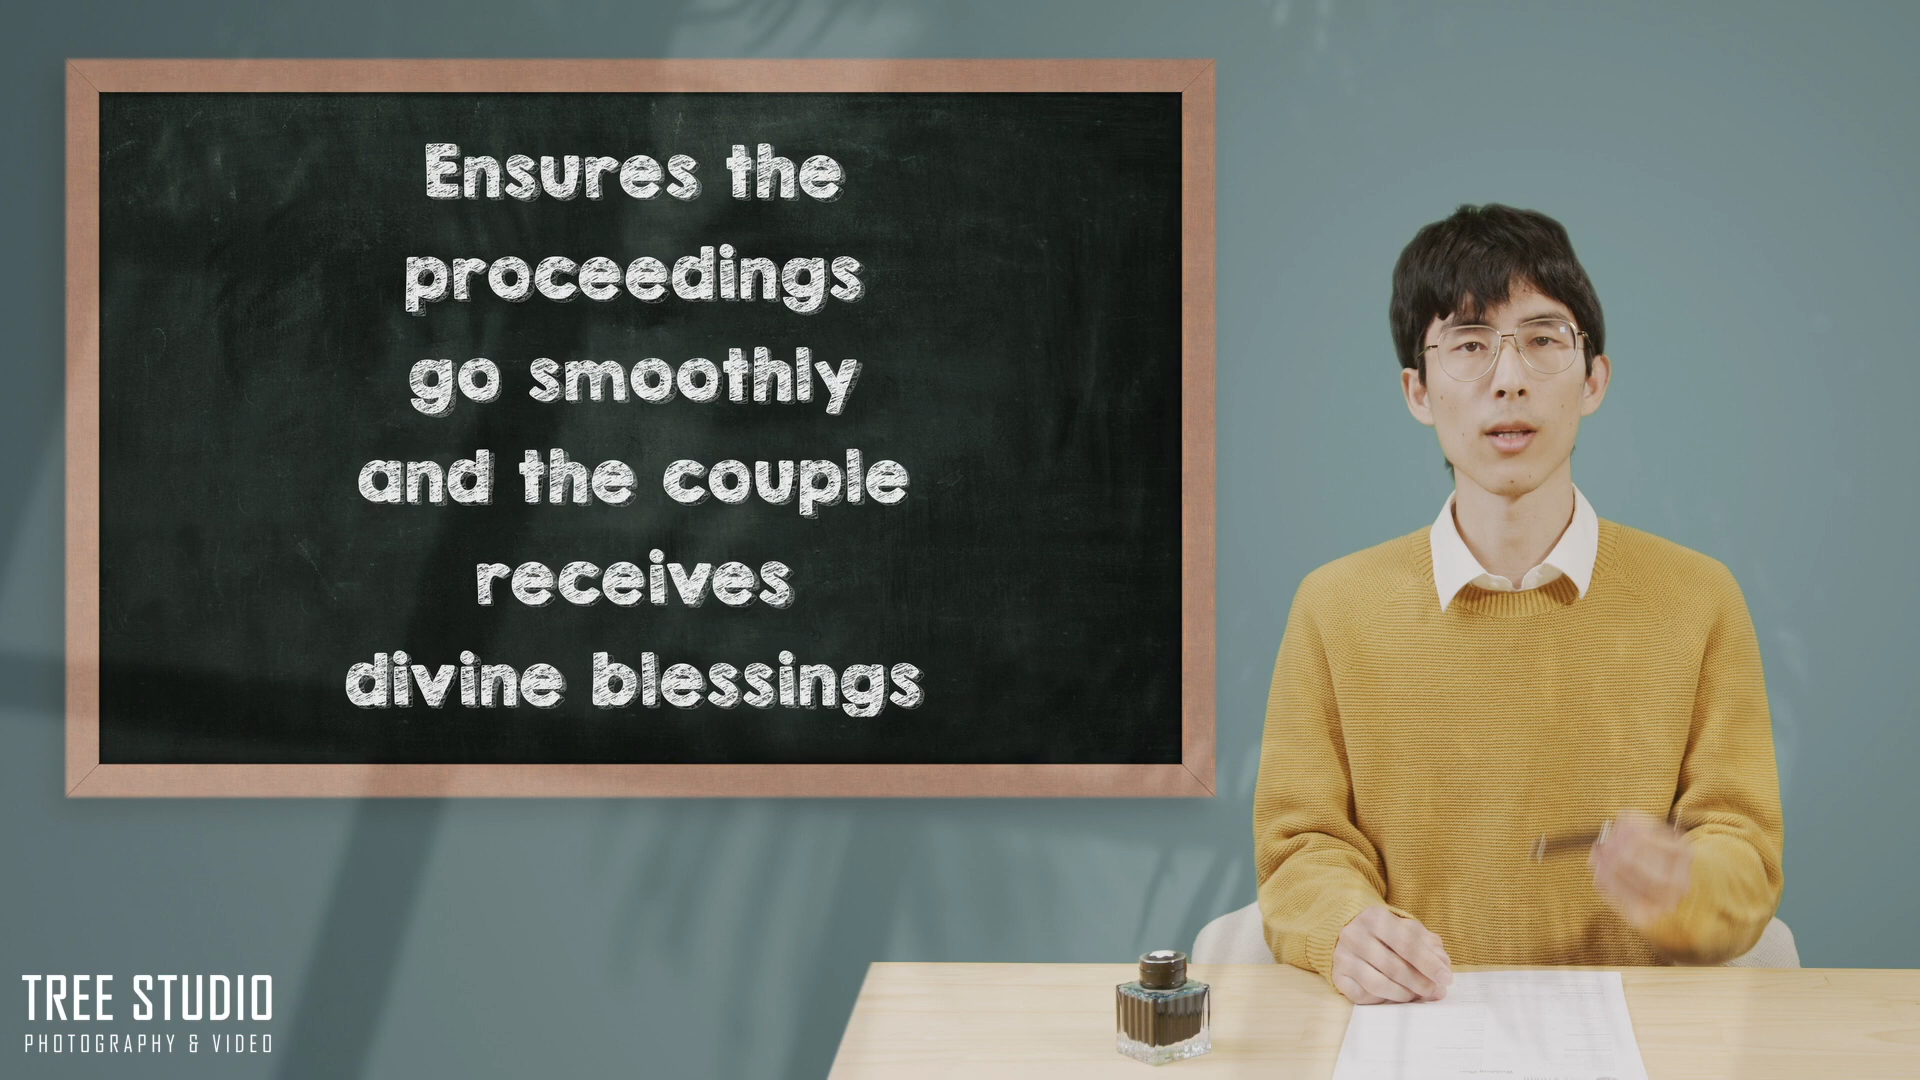 Ensures the
proceedings
go smoothly
and the couple
receives
divine blessings
TREE STUDIO
PHOTOGRAPHY & VIDEO